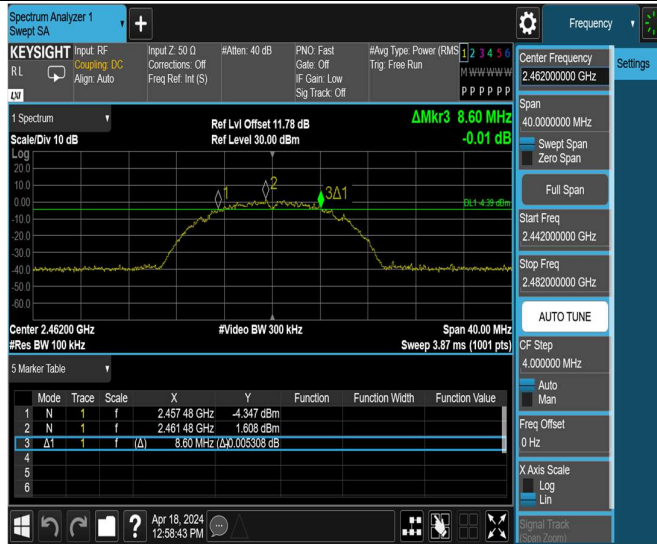 Spectrum Analyzer 1
Swept SA
+
Frequency
KEYSIGHT
Input: RF
Input Z: 50 Ω
#Atten: 40 dB
PNO: Fast
#Avg Type: Power (RMS
1 2 3 4 5 6
R L
Coupling: DC
Corrections: Off
Gate: Off
Trig: Free Run
Align: Auto
Freq Ref: Int (S)
IF Gain: Low
M W W W W W
Sig Track: Off
P P P P P P
LXI
Center Frequency
2.462000000 GHz
Settings
Span
40.0000000 MHz
Swept Span
Zero Span
Full Span
Start Freq
2.442000000 GHz
Stop Freq
2.482000000 GHz
AUTO TUNE
CF Step
4.000000 MHz
Auto
Man
Freq Offset
0 Hz
X Axis Scale
Log
Lin
Signal Track
(Span Zoom)
1 Spectrum
Scale/Div 10 dB
Ref Lvl Offset 11.78 dB
Ref Level 30.00 dBm
ΔMkr3 8.60 MHz
-0.01 dB
Log
20.0
10.0
0.00
-10.0
-20.0
-30.0
-40.0
-50.0
-60.0
1
2
3Δ1
DL1 -4.39 dBm
Center 2.46200 GHz
#Video BW 300 kHz
Span 40.00 MHz
#Res BW 100 kHz
Sweep 3.87 ms (1001 pts)
5 Marker Table
Mode Trace Scale X Y Function Function Width Function Value
1 N 1 f 2.457 48 GHz -4.347 dBm
2 N 1 f 2.461 48 GHz 1.608 dBm
3 Δ1 1 f (Δ) 8.60 MHz (Δ)-0.005308 dB
4
5
6
?
Apr 18, 2024
12:58:43 PM